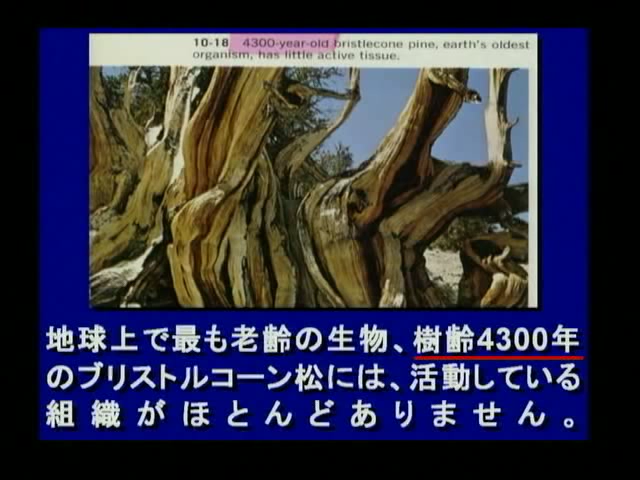 10-18 4300-year-old bristlecone pine, earth's oldest
organism, has little active tissue.
地球上で最も老齢の生物、樹齢4300年
のブリストルコーン松には、活動している
組織がほとんどありません。